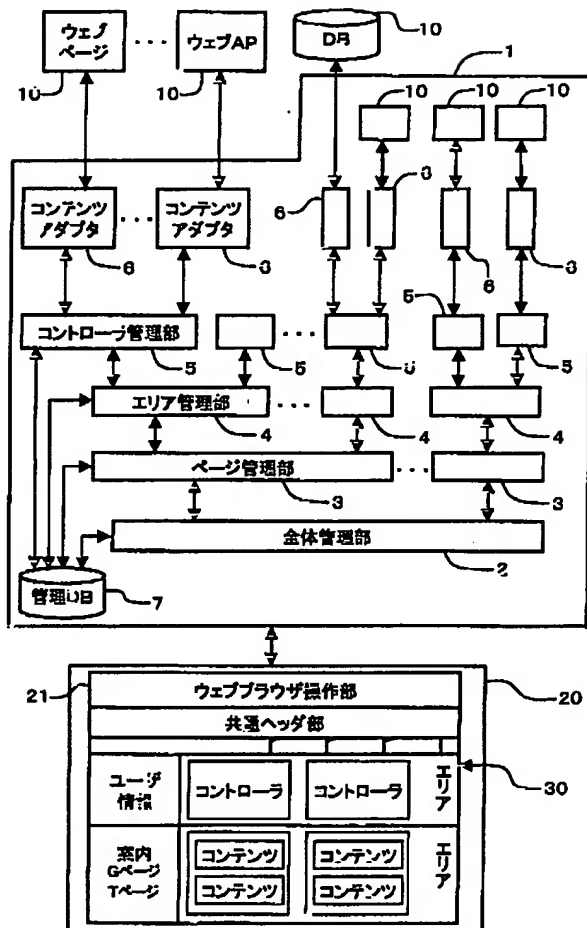 ウェブ
ページ
・・・
ウェブAP
DB
10
1
10
10
10
10
10
コンテンツ
アダプタ
・・・
コンテンツ
アダプタ
6
6
6
6
6
6
コントローラ管理部
・・・
5
5
5
5
5
エリア管理部
・・・
4
4
4
ページ管理部
・・・
3
3
全体管理部
2
管理DB
7
21
ウェブブラウザ操作部
20
共通ヘッダ部
30
ユーザ
情報
コントローラ
コントローラ
エリア
案内
Gページ
Tページ
コンテンツ
コンテンツ
コンテンツ
コンテンツ
エリア